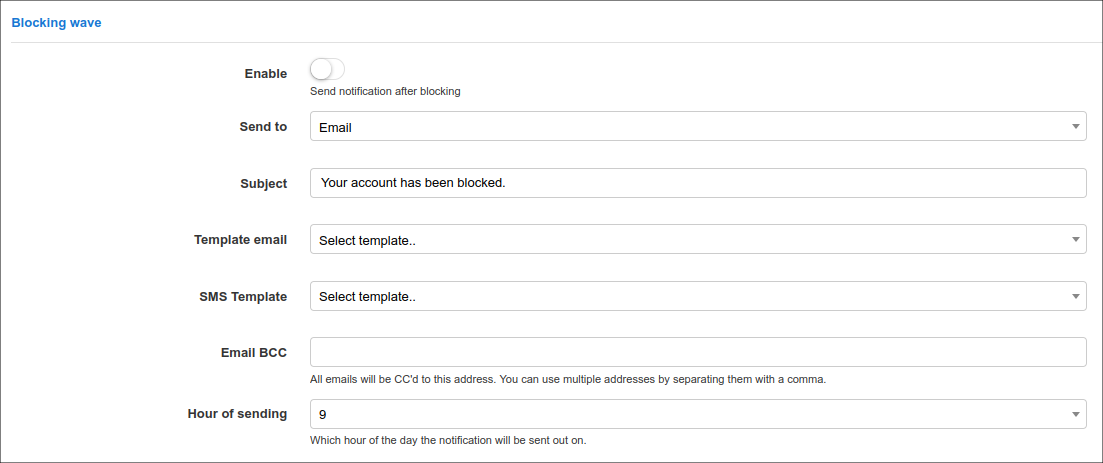 Blocking wave
Enable
Send notification after blocking
Send to
Email
Subject
Your account has been blocked.
Template email
Select template..
SMS Template
Select template..
Email BCC
All emails will be CC'd to this address. You can use multiple addresses by separating them with a comma.
Hour of sending
9
Which hour of the day the notification will be sent out on.